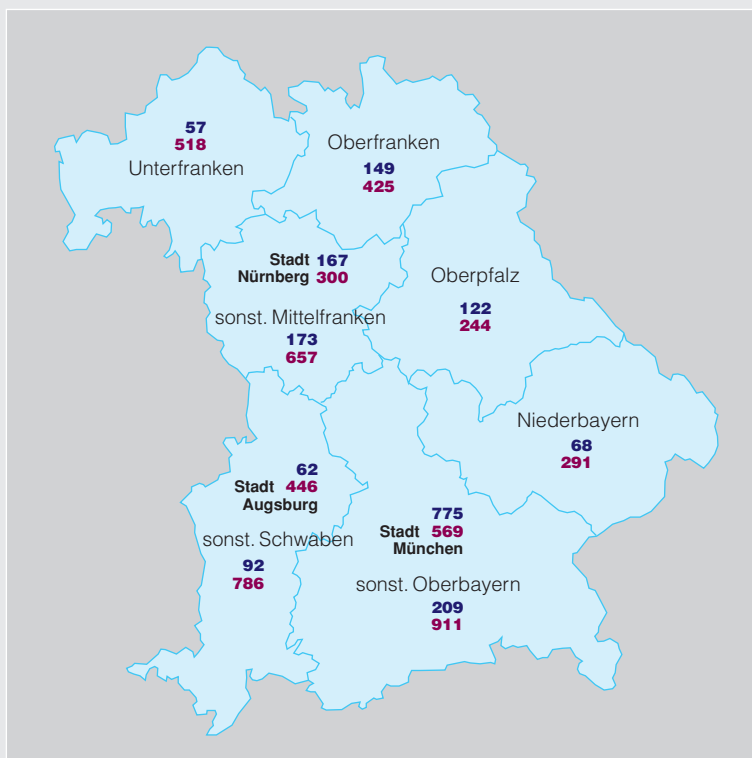 57
518
Unterfranken
Oberfranken
149
425
Stadt 167
Nürnberg 300
sonst. Mittelfranken
173
657
Oberpfalz
122
244
Niederbayern
68
291
62
Stadt 446
Augsburg
sonst. Schwaben
92
786
775
Stadt 569
München
sonst. Oberbayern
209
911